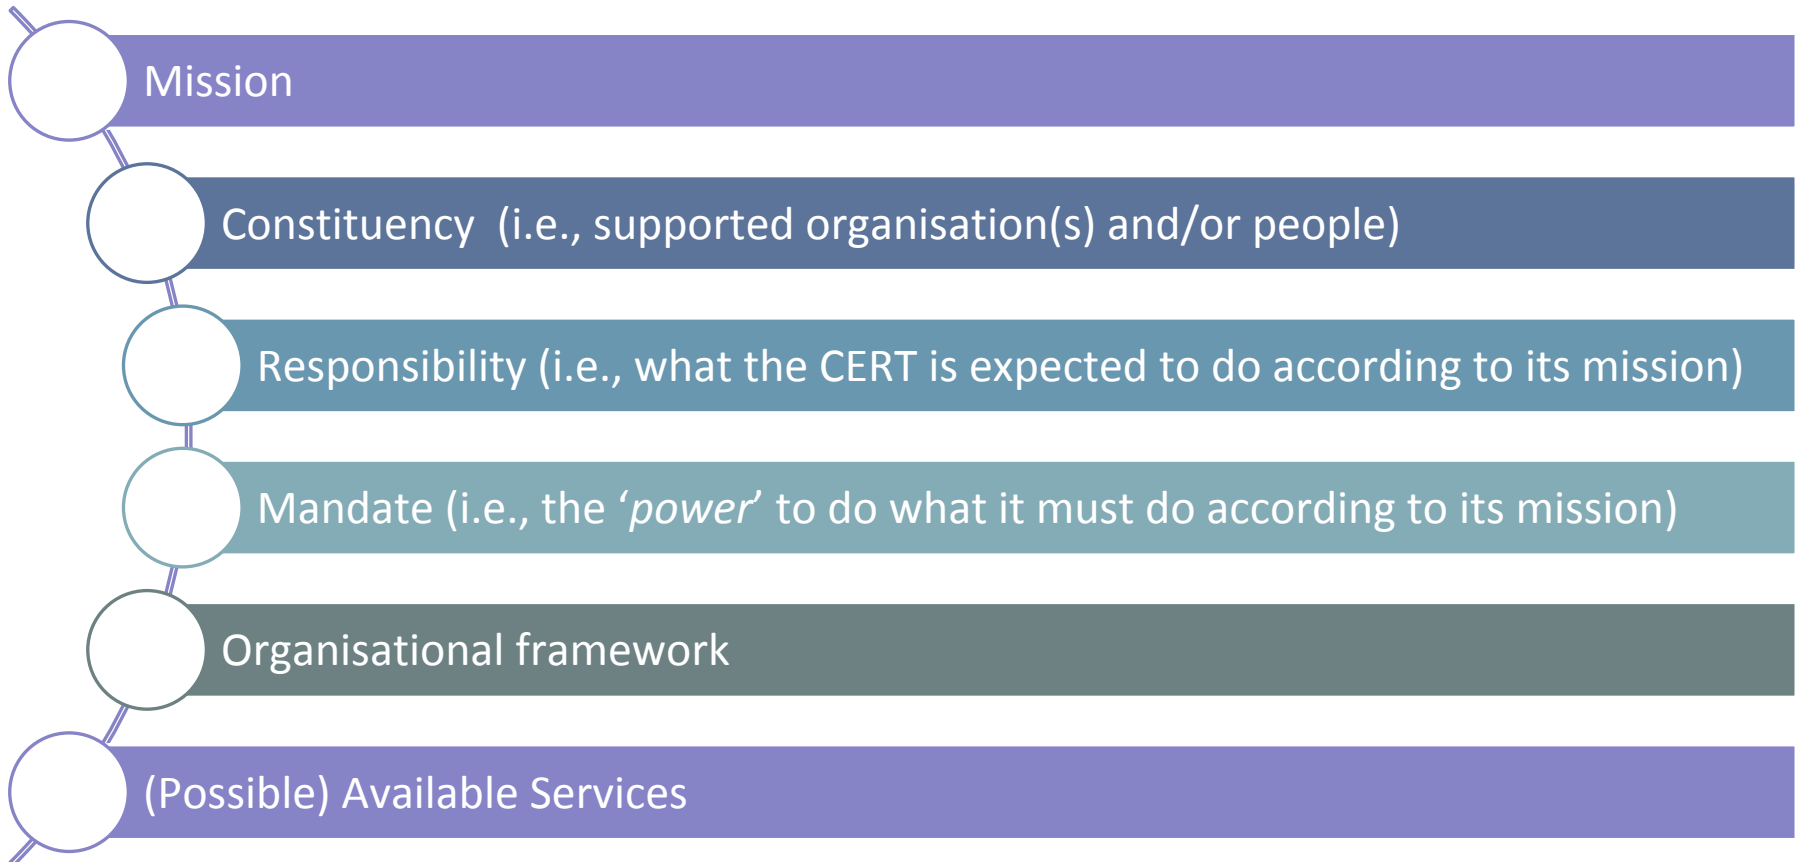 Mission
Constituency  (i.e., supported organisation(s) and/or people)
Responsibility (i.e., what the CERT is expected to do according to its mission)
Mandate (i.e., the ‘power’ to do what it must do according to its mission)
Organisational framework
(Possible) Available Services